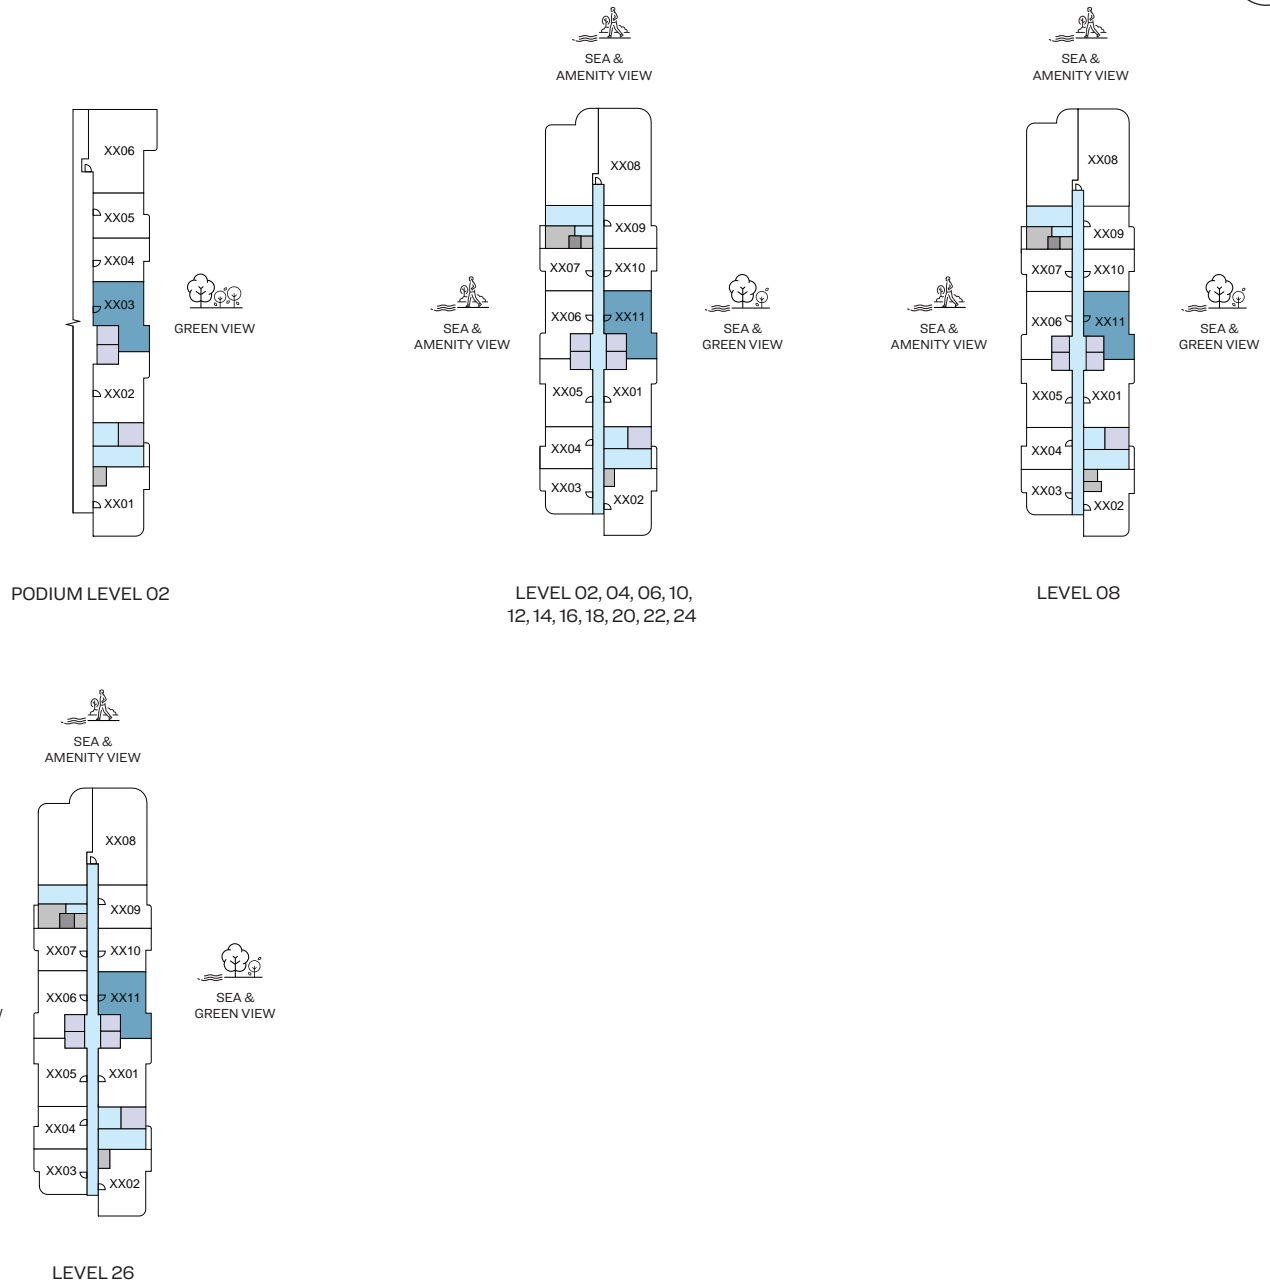 SEA &
AMENITY VIEW
SEA &
AMENITY VIEW
XX06
XX05
XX04
XX03
XX02
XX01
GREEN VIEW
PODIUM LEVEL 02
XX08
XX09
XX07
XX10
XX06
XX11
XX05
XX01
XX04
XX03
XX02
SEA &
AMENITY VIEW
SEA &
GREEN VIEW
LEVEL 02, 04, 06, 10,
12, 14, 16, 18, 20, 22, 24
XX08
XX09
XX07
XX10
XX06
XX11
XX05
XX01
XX04
XX03
XX02
SEA &
AMENITY VIEW
SEA &
GREEN VIEW
LEVEL 08
SEA &
AMENITY VIEW
XX08
XX09
XX07
XX10
XX06
XX11
XX05
XX01
XX04
XX03
XX02
SEA &
GREEN VIEW
LEVEL 26